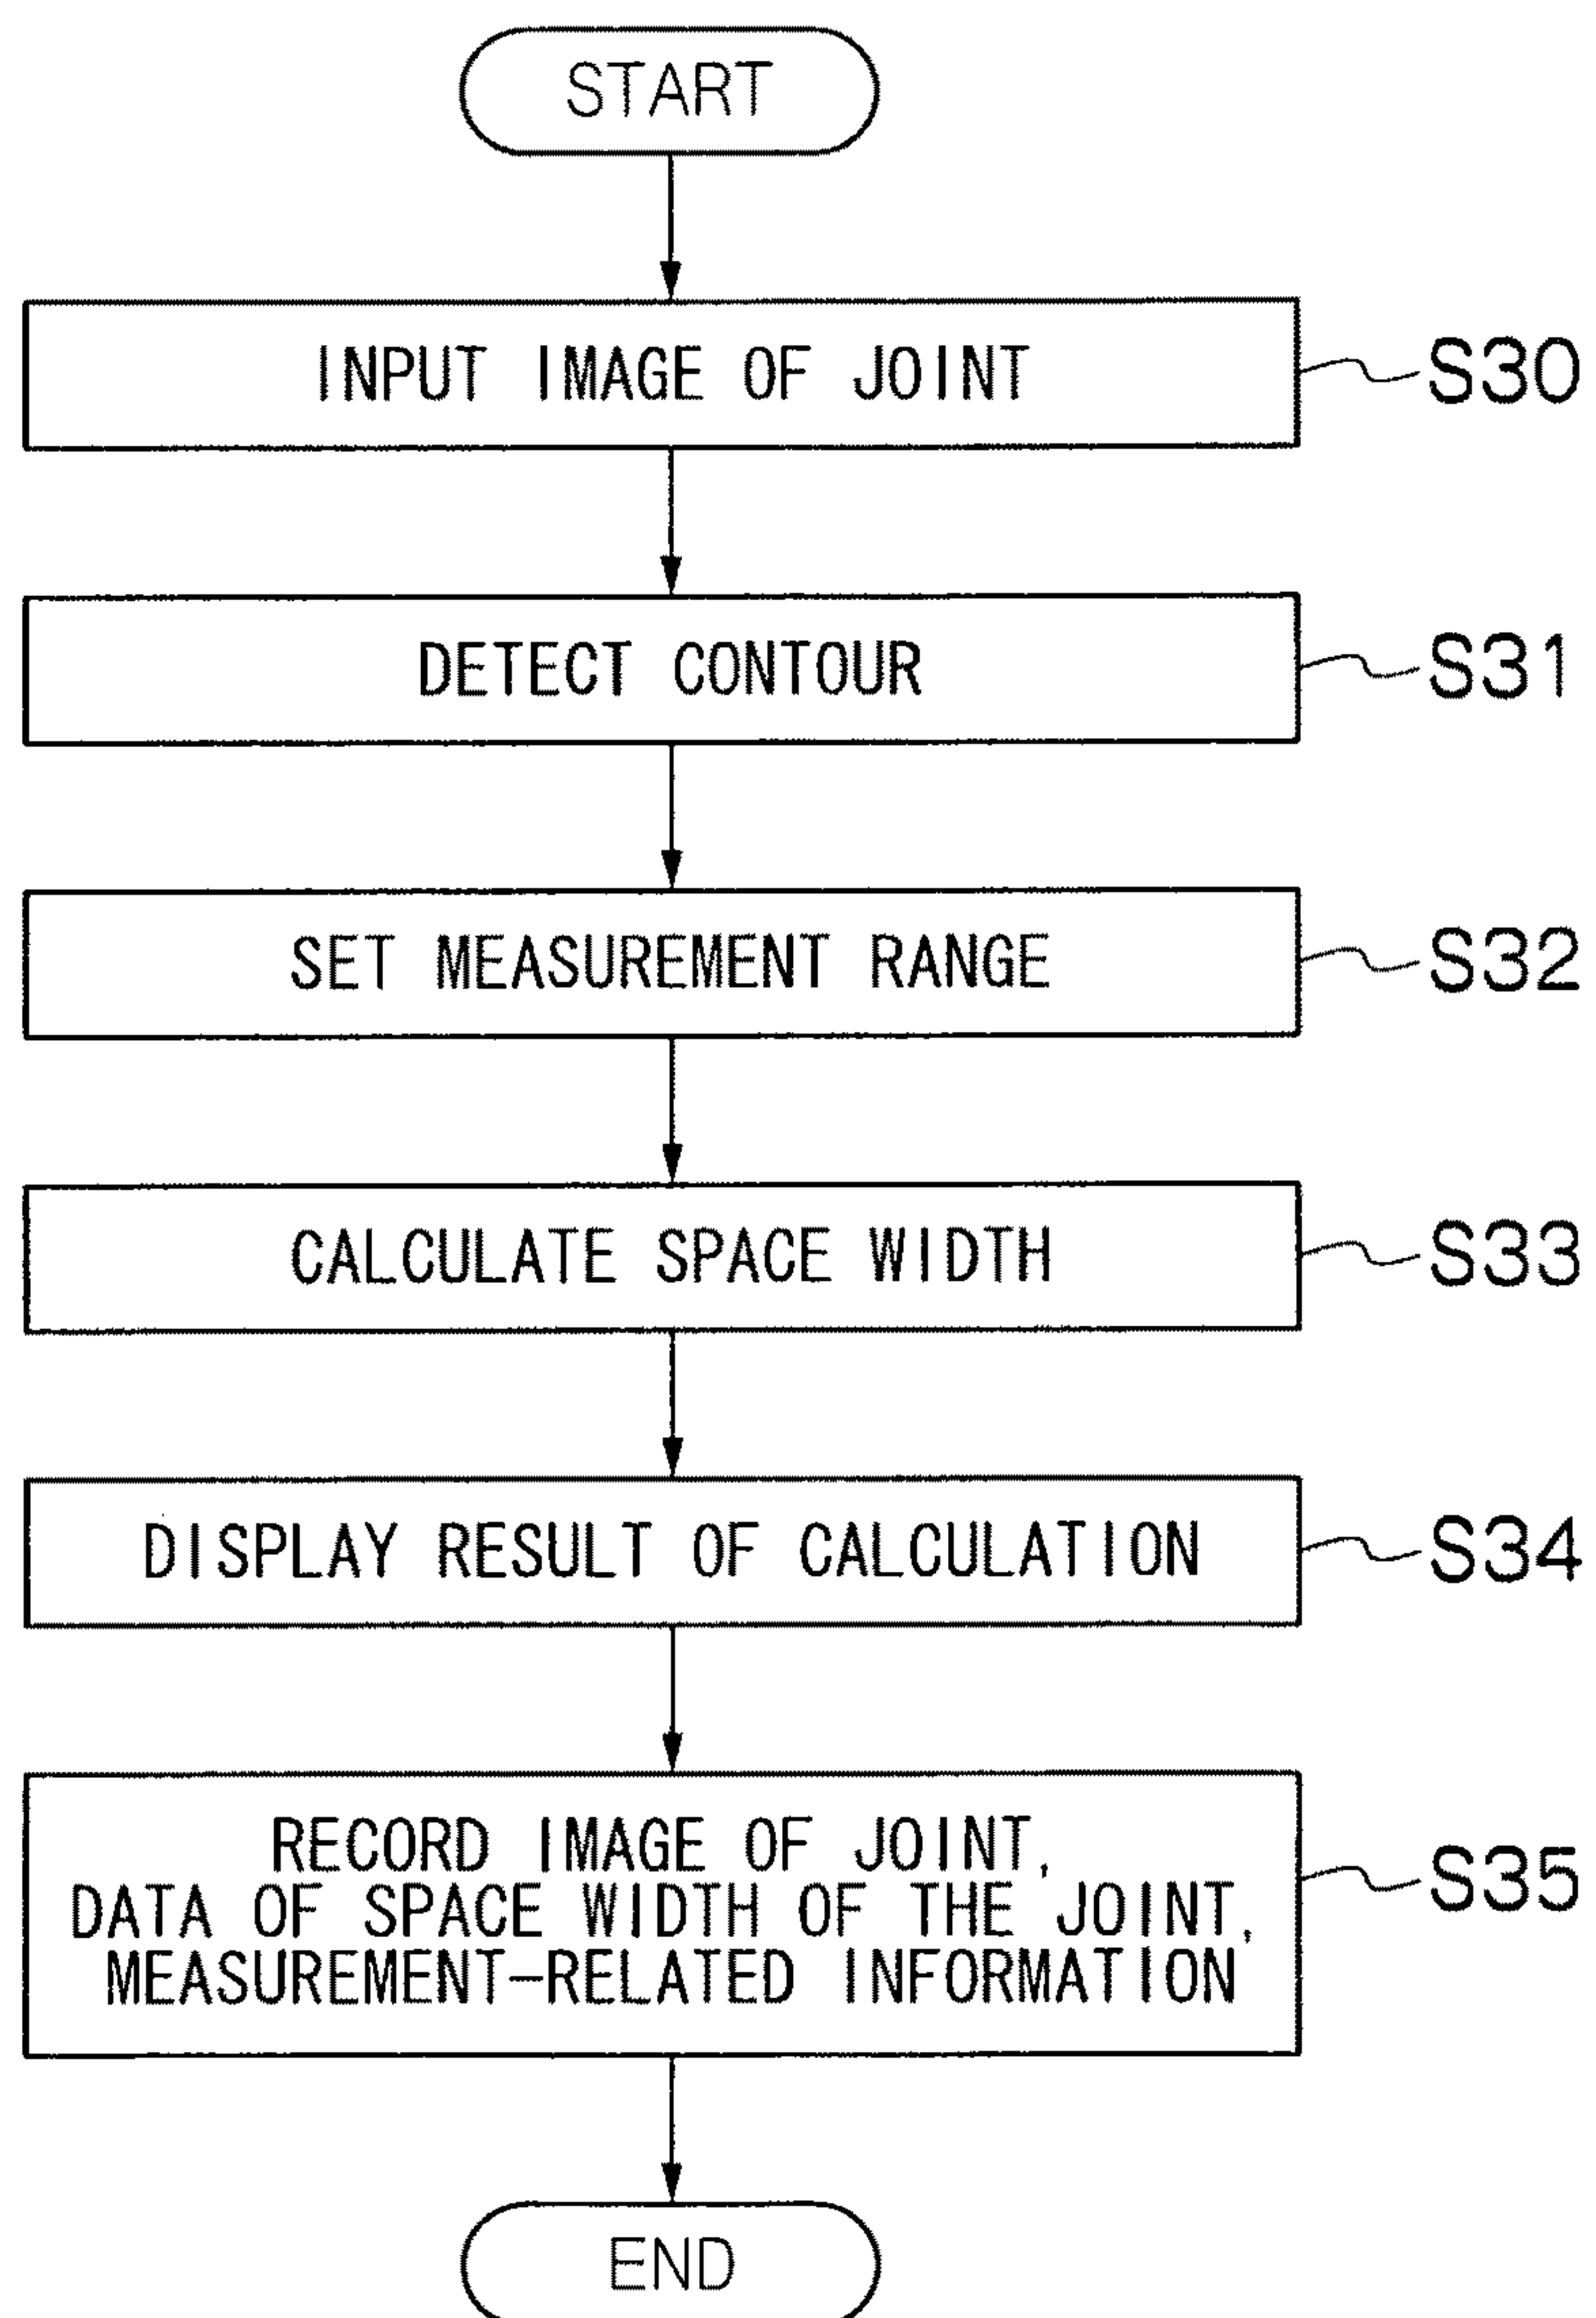 START
INPUT IMAGE OF JOINT
S30
DETECT CONTOUR
S31
SET MEASUREMENT RANGE
S32
CALCULATE SPACE WIDTH
S33
DISPLAY RESULT OF CALCULATION
S34
RECORD IMAGE OF JOINT,
DATA OF SPACE WIDTH OF THE JOINT,
MEASUREMENT-RELATED INFORMATION
S35
END